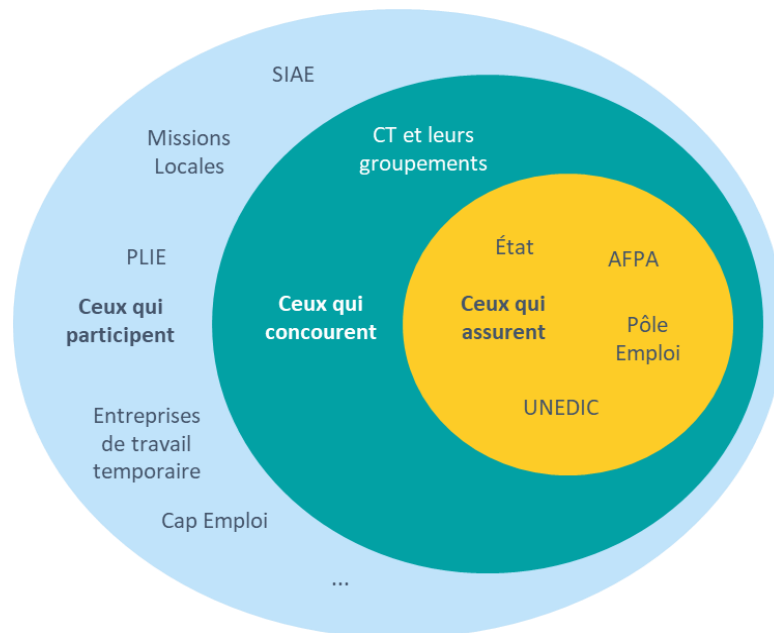 SIAE
Missions
Locales
CT et leurs
groupements
État
AFPA
PLIE
Ceux qui
participent
Ceux qui
concourent
Ceux qui
assurent
Pôle
Emploi
UNEDIC
Entreprises
de travail
temporaire
Cap Emploi
...